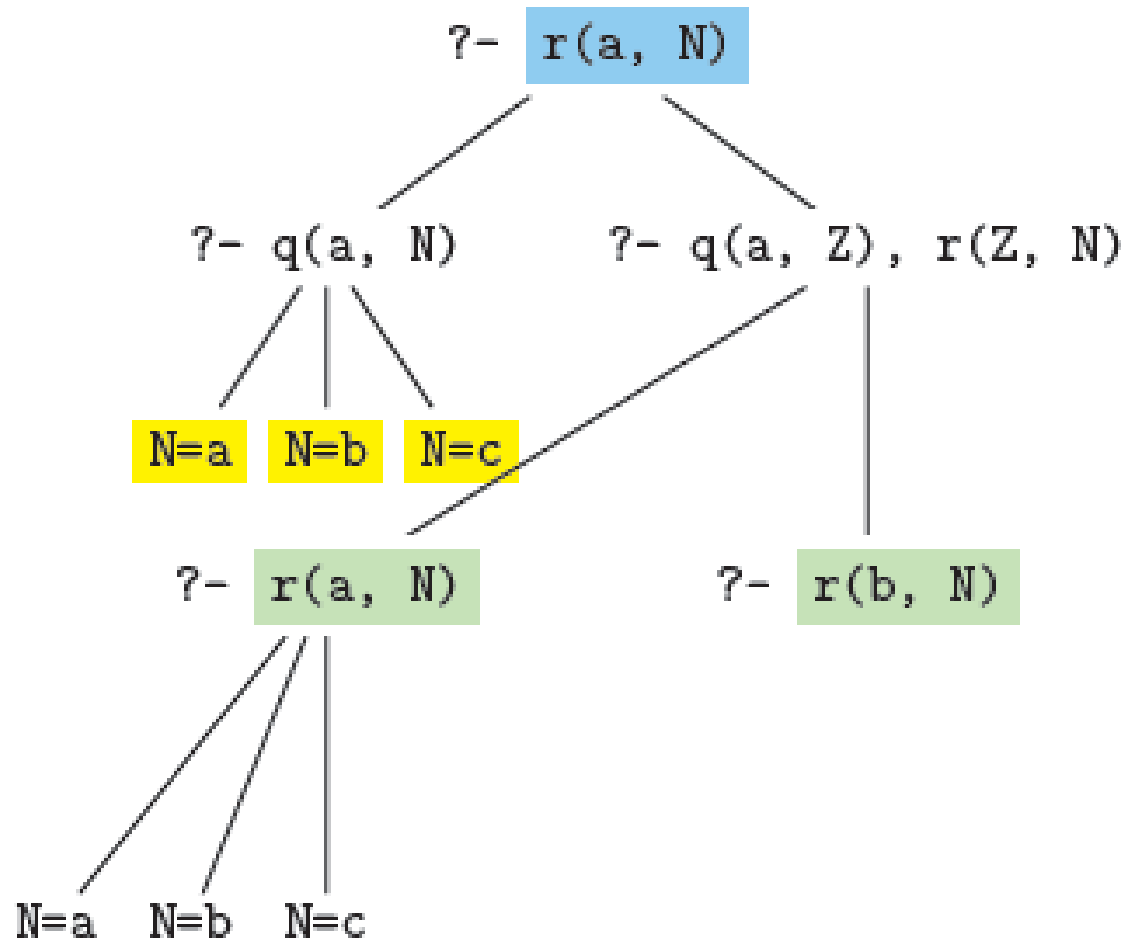 ?- r(a, N)
?- q(a, N) ?- q(a, Z), r(Z, N)
N=a N=b N=c
?- r(a, N) ?- r(b, N)
N=a N=b N=c